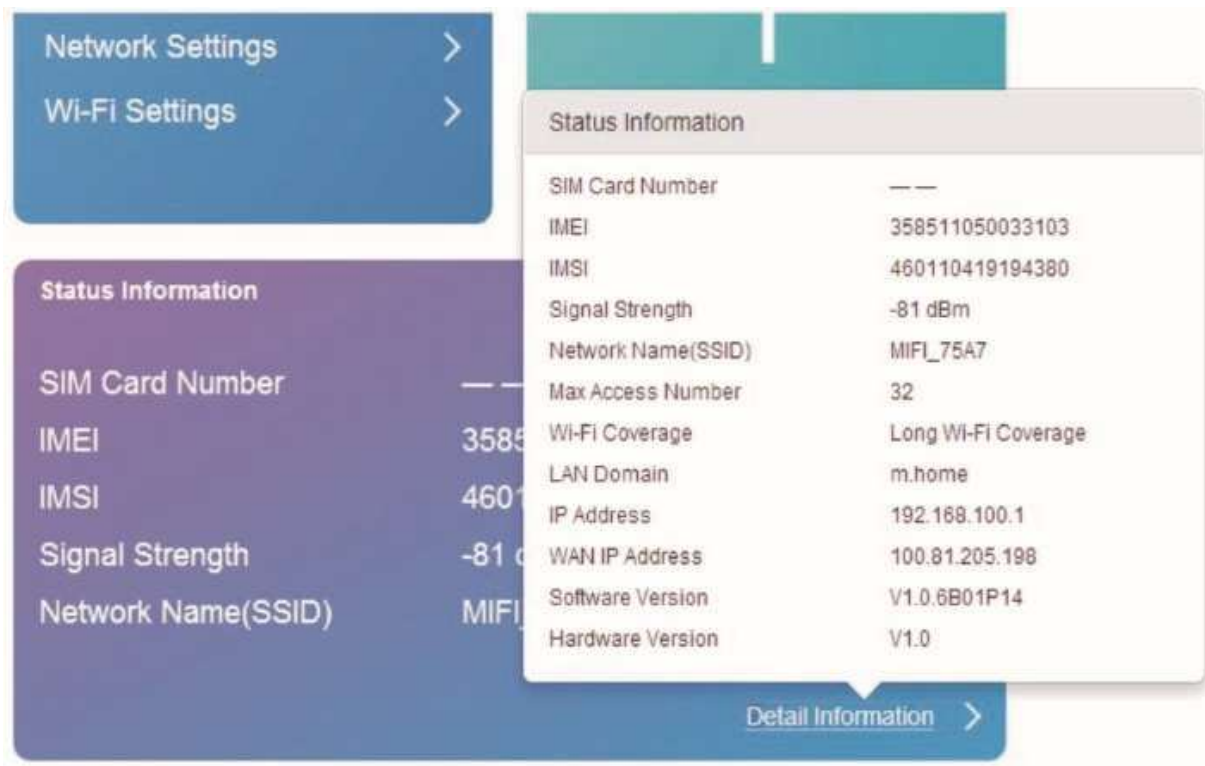 Network Settings
Wi-Fi Settings
Status Information
SIM Card Number — —
IMEI 3585
IMSI 4601
Signal Strength -81 d
Network Name(SSID) MIFI_
Detail Information
Status Information
SIM Card Number — —
IMEI 358511050033103
IMSI 460110419194380
Signal Strength -81 dBm
Network Name(SSID) MIFI_75A7
Max Access Number 32
Wi-Fi Coverage Long Wi-Fi Coverage
LAN Domain m.home
IP Address 192.168.100.1
WAN IP Address 100.81.205.198
Software Version V1.0.6B01P14
Hardware Version V1.0